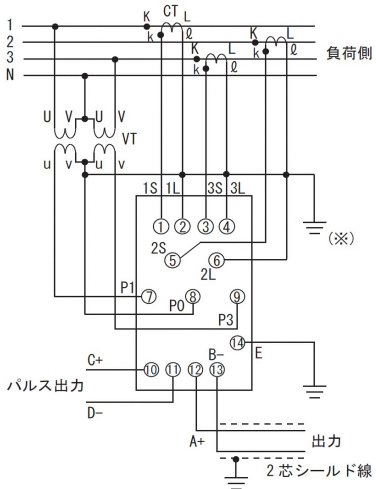 K CT L
1
2
K L
3
k ℓ
K L
k ℓ
負荷側
N
k ℓ
U V U V
VT
u v u v
1S 1L 3S 3L
① ② ③ ④
(※)
2S
⑤ ⑥
2L
P1
⑦ ⑧ ⑨
P0
P3
⑭ E
C+
B-
⑩ ⑪ ⑫ ⑬
パルス出力
D-
A+
出力
2芯シールド線